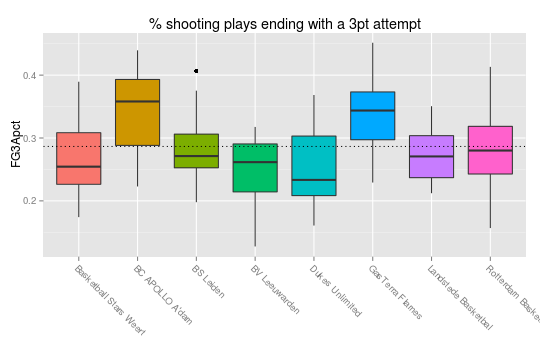 % shooting plays ending with a 3pt attempt
FG3Apct
0.4
0.3
0.2
Basketball Stars Weert
BC APOLLO A'dam
BS Leiden
BV Leeuwarden
Dukes Unlimited
GasTerra Flames
Landstede Basketbal
Rotterdam Basket